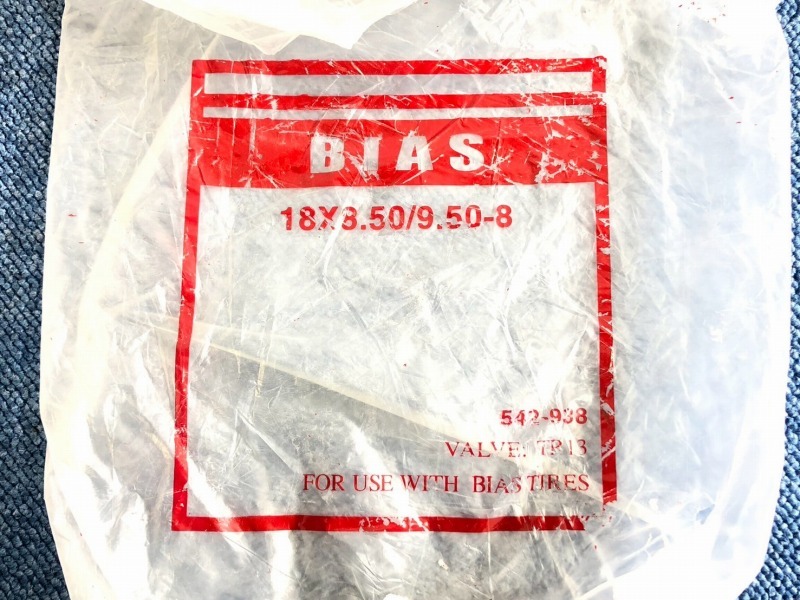 BIAS
18X8.50/9.50-8
542-938
VALVE: TR13
FOR USE WITH BIAS TIRES